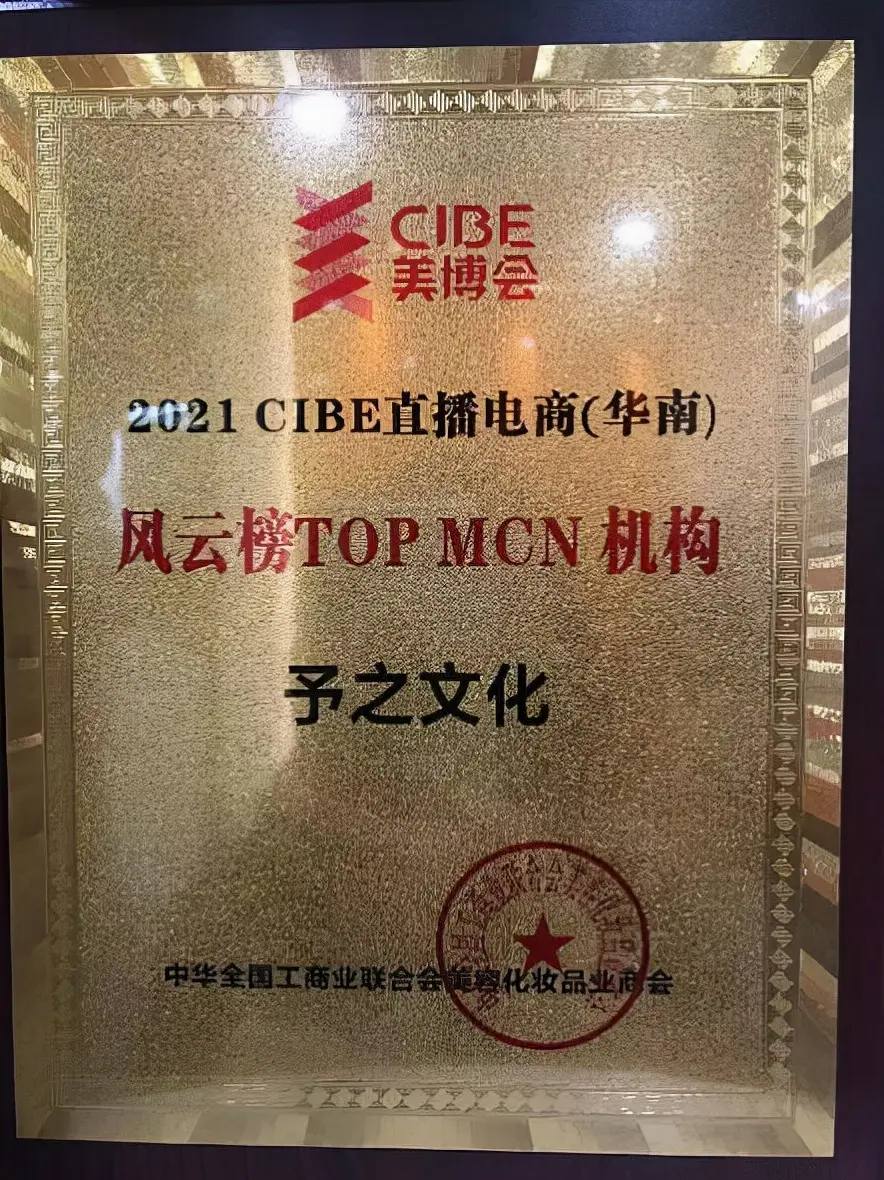 CIBE
美博会
2021 CIBE直播电商(华南)
风云榜TOP MCN 机构
予之文化
中华全国工商业联合会美容化妆品业商会